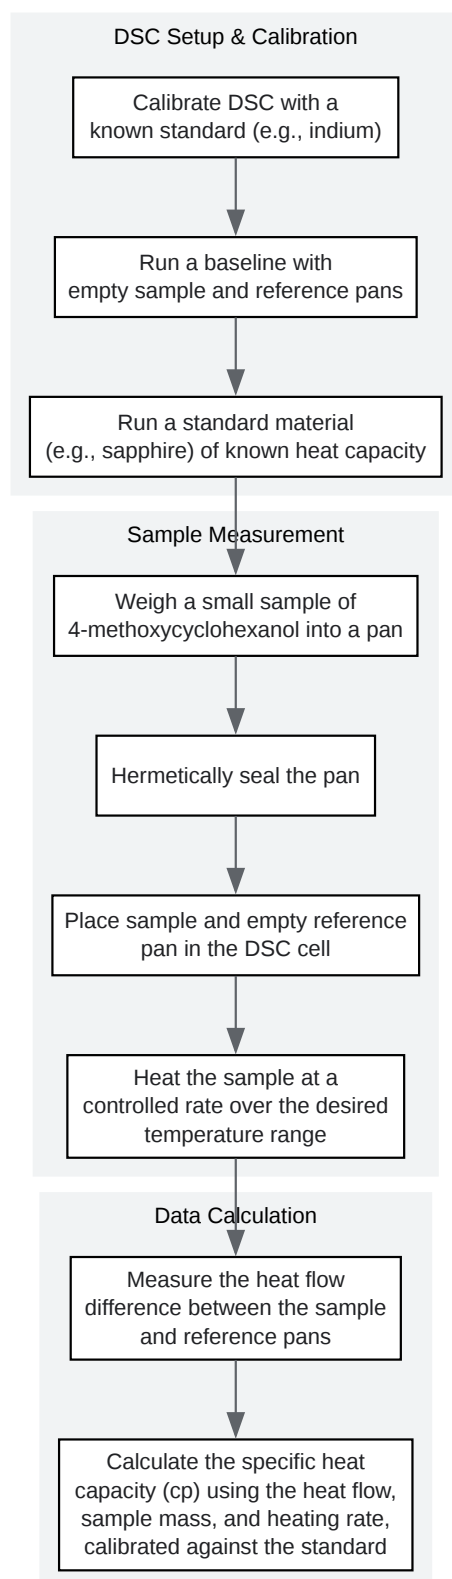 DSC Setup & Calibration
Calibrate DSC with a
known standard (e.g., indium)
Run a baseline with
empty sample and reference pans
Run a standard material
(e.g., sapphire) of known heat capacity
Sample Measurement
Weigh a small sample of
4-methoxycyclohexanol into a pan
Hermetically seal the pan
Place sample and empty reference
pan in the DSC cell
Heat the sample at a
controlled rate over the desired
temperature range
Data Calculation
Measure the heat flow
difference between the sample
and reference pans
Calculate the specific heat
capacity (cp) using the heat flow,
sample mass, and heating rate,
calibrated against the standard